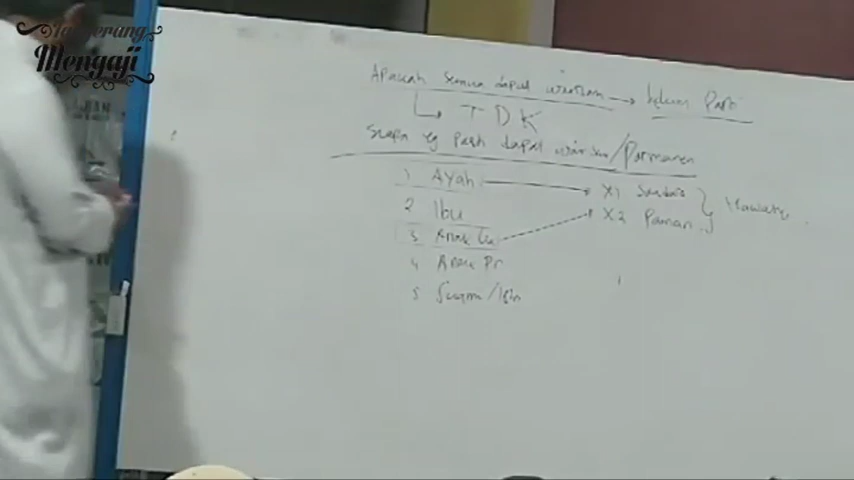 Tangerang
Mengaji
Apakah semua dapat warisan → belum pasti
TDK
Siapa yg pasti dapat warisan/Permanen
1 Ayah
2 Ibu
3 Anak Lk
4 Anak Pr
5 Suami/Istri
X1 Saudara
X2 Paman